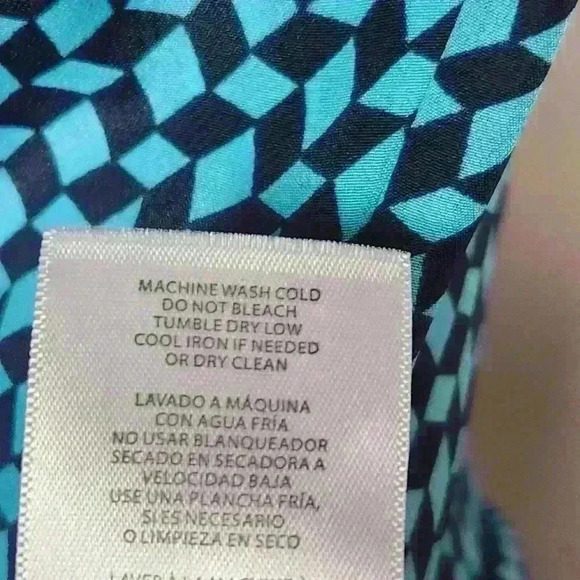 MACHINE WASH COLD
DO NOT BLEACH
TUMBLE DRY LOW
COOL IRON IF NEEDED
OR DRY CLEAN
LAVADO A MÁQUINA
CON AGUA FRÍA
NO USAR BLANQUEADOR
SECADO EN SECADORA A
VELOCIDAD BAJA
USE UNA PLANCHA FRÍA,
SI ES NECESARIO
O LIMPIEZA EN SECO